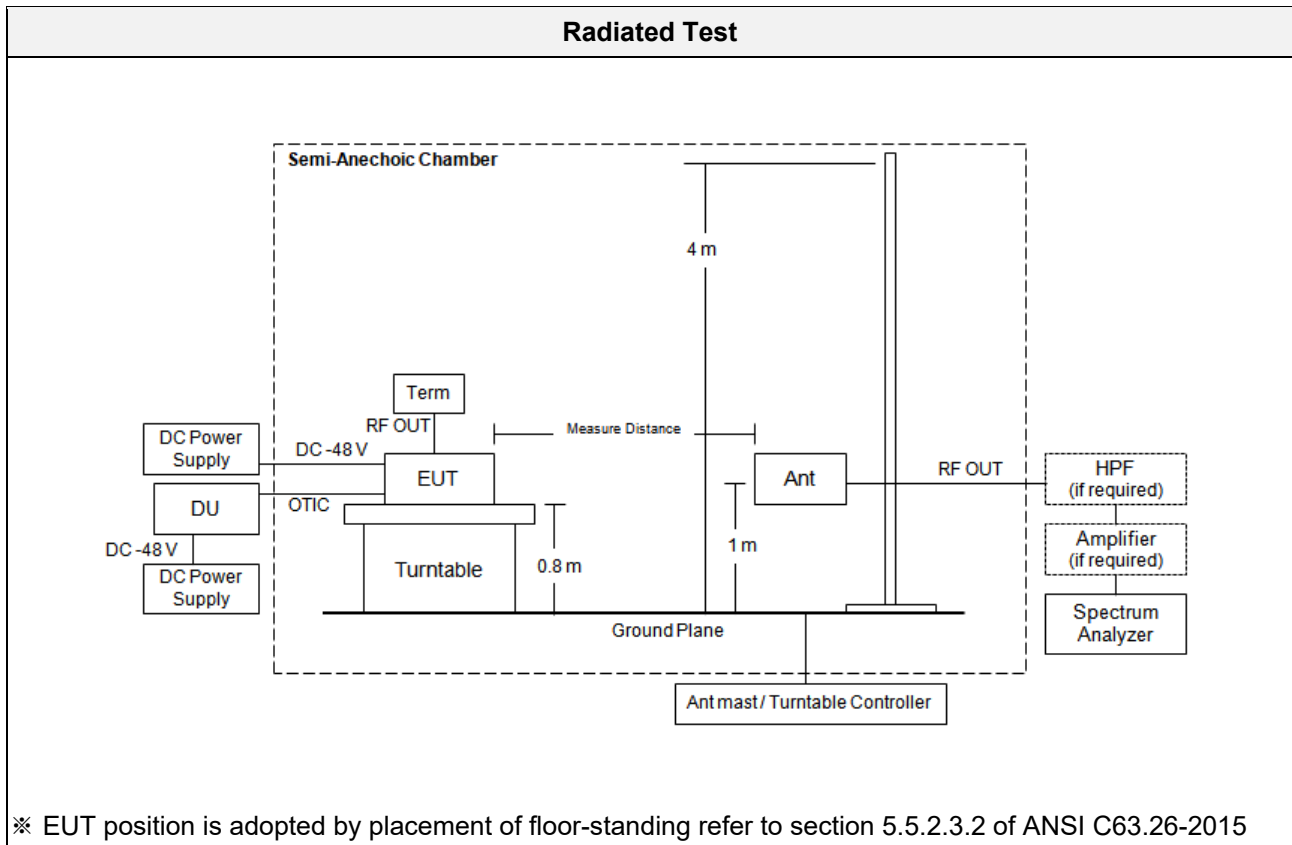 Radiated Test
Semi-Anechoic Chamber
4 m
Term
RF OUT
Measure Distance
DC Power
Supply
DC -48 V
EUT
Ant
RF OUT
HPF
(if required)
DU
OTIC
DC -48 V
1 m
Amplifier
(if required)
DC Power
Supply
Turntable
0.8 m
Spectrum
Analyzer
Ground Plane
Ant mast / Turntable Controller
※ EUT position is adopted by placement of floor-standing refer to section 5.5.2.3.2 of ANSI C63.26-2015